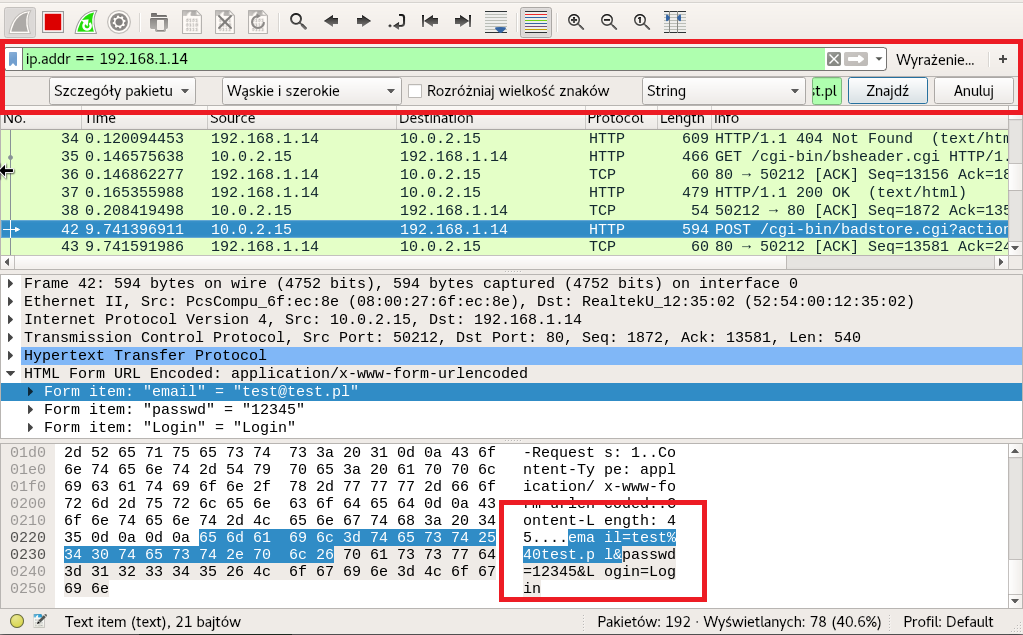 ip.addr == 192.168.1.14 Wyrażenie... +
Szczegóły pakietu Wąskie i szerokie Rozróżniaj wielkość znaków String st.pl Znajdź Anuluj
No. Time Source Destination Protocol Length Info
34 0.120094453 192.168.1.14 10.0.2.15 HTTP 609 HTTP/1.1 404 Not Found (text/htm
35 0.146575638 10.0.2.15 192.168.1.14 HTTP 466 GET /cgi-bin/bsheader.cgi HTTP/1.
36 0.146862277 192.168.1.14 10.0.2.15 TCP 60 80 → 50212 [ACK] Seq=13156 Ack=18
37 0.165355988 192.168.1.14 10.0.2.15 HTTP 479 HTTP/1.1 200 OK (text/html)
38 0.208419498 10.0.2.15 192.168.1.14 TCP 54 50212 → 80 [ACK] Seq=1872 Ack=135
42 9.741396911 10.0.2.15 192.168.1.14 HTTP 594 POST /cgi-bin/badstore.cgi?action
43 9.741591986 192.168.1.14 10.0.2.15 TCP 60 80 → 50212 [ACK] Seq=13581 Ack=24
Frame 42: 594 bytes on wire (4752 bits), 594 bytes captured (4752 bits) on interface 0
Ethernet II, Src: PcsCompu_6f:ec:8e (08:00:27:6f:ec:8e), Dst: RealtekU_12:35:02 (52:54:00:12:35:02)
Internet Protocol Version 4, Src: 10.0.2.15, Dst: 192.168.1.14
Transmission Control Protocol, Src Port: 50212, Dst Port: 80, Seq: 1872, Ack: 13581, Len: 540
Hypertext Transfer Protocol
HTML Form URL Encoded: application/x-www-form-urlencoded
Form item: "email" = "test@test.pl"
Form item: "passwd" = "12345"
Form item: "Login" = "Login"
01d0 2d 52 65 71 75 65 73 74 73 3a 20 31 0d 0a 43 6f -Request s: 1..Co
01e0 6e 74 65 6e 74 2d 54 79 70 65 3a 20 61 70 70 6c ntent-Ty pe: appl
01f0 69 63 61 74 69 6f 6e 2f 78 2d 77 77 77 2d 66 6f ication/ x-www-fo
0200 72 6d 2d 75 72 6c 65 6e 63 6f 64 65 64 0d 0a 43 rm-urlen coded..C
0210 6f 6e 74 65 6e 74 2d 4c 65 6e 67 74 68 3a 20 34 ontent-L ength: 4
0220 35 0d 0a 0d 0a 65 6d 61 69 6c 3d 74 65 73 74 25 5....ema il=test%
0230 34 30 74 65 73 74 2e 70 6c 26 70 61 73 73 77 64 40test.p l&passwd
0240 3d 31 32 33 34 35 26 4c 6f 67 69 6e 3d 4c 6f 67 =12345&L ogin=Log
0250 69 6e in
Text item (text), 21 bajtów Pakietów: 192 · Wyświetlanych: 78 (40.6%) Profil: Default